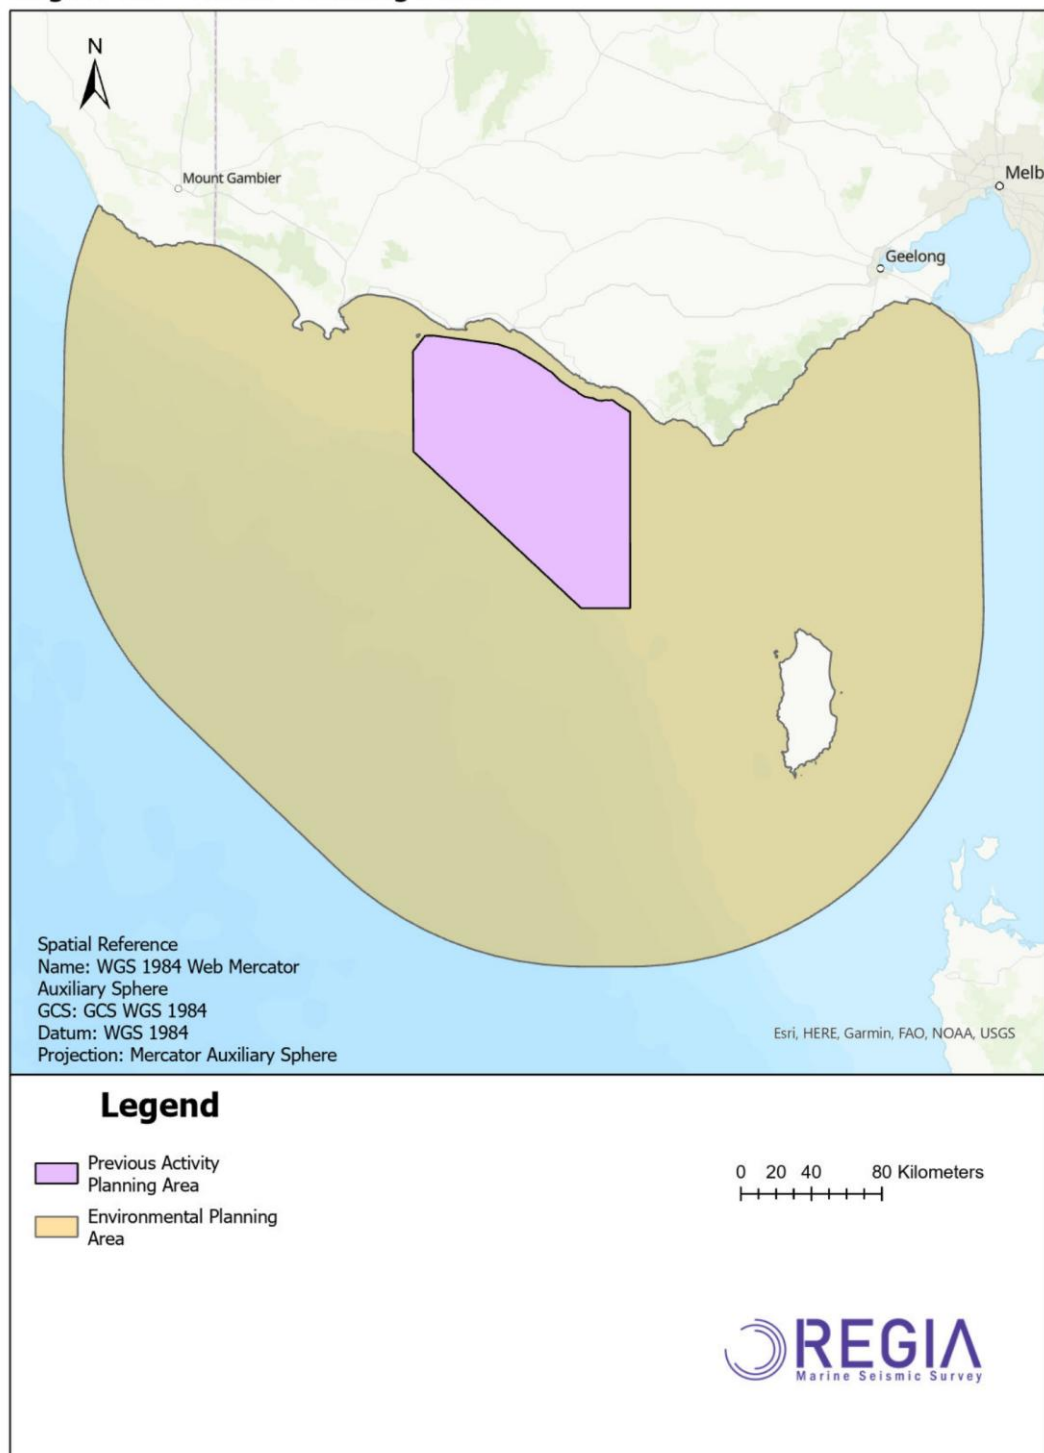 N
Mount Gambier
Melb
Geelong
Spatial Reference
Name: WGS 1984 Web Mercator
Auxiliary Sphere
GCS: GCS WGS 1984
Datum: WGS 1984
Projection: Mercator Auxiliary Sphere
Esri, HERE, Garmin, FAO, NOAA, USGS
Legend
Previous Activity
Planning Area
Environmental Planning
Area
0 20 40 80 Kilometers
REGIA
Marine Seismic Survey